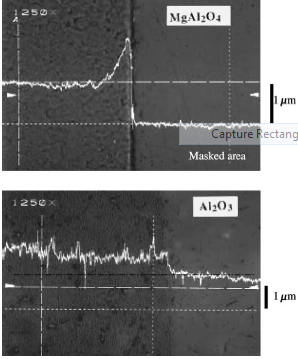 1250×
MgAl₂O₄
1 μm
Capture Rectang
Masked area
1250×
Al₂O₃
1 μm